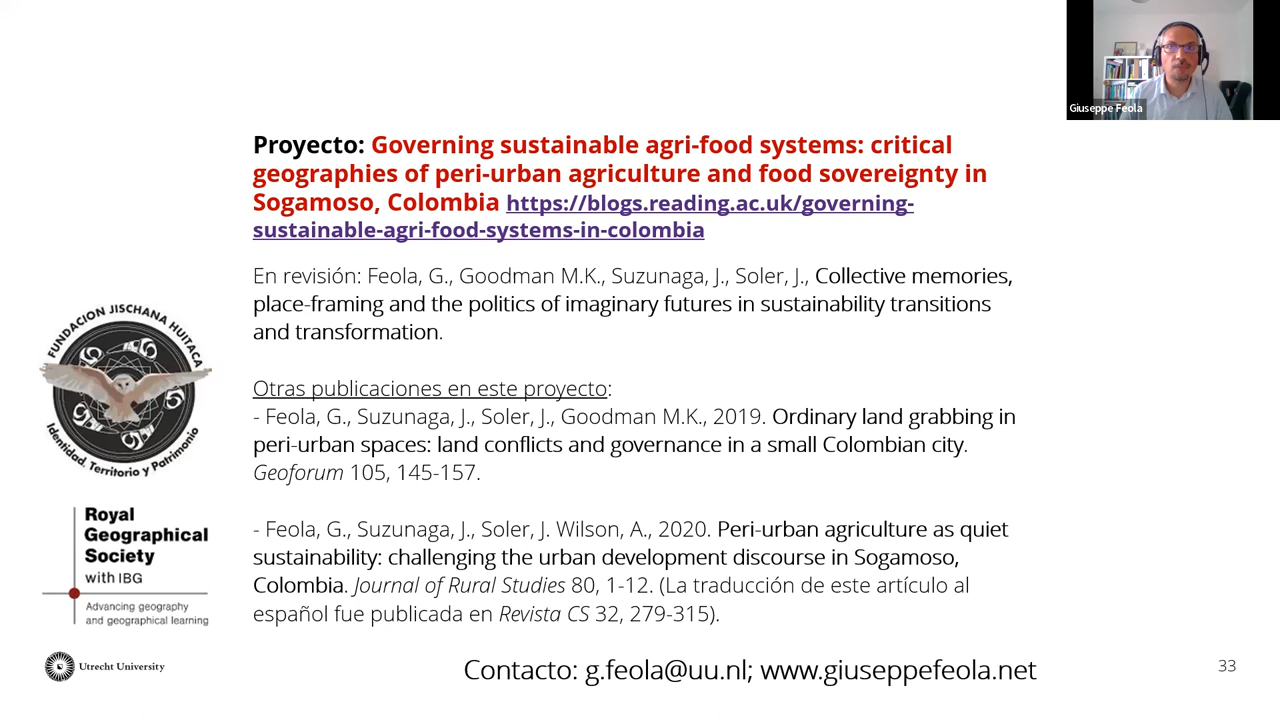 Giuseppe Feola
Proyecto: Governing sustainable agri-food systems: critical
geographies of peri-urban agriculture and food sovereignty in
Sogamoso, Colombia https://blogs.reading.ac.uk/governing-
sustainable-agri-food-systems-in-colombia
En revisión: Feola, G., Goodman M.K., Suzunaga, J., Soler, J., Collective memories,
place-framing and the politics of imaginary futures in sustainability transitions
and transformation.
Otras publicaciones en este proyecto:
- Feola, G., Suzunaga, J., Soler, J., Goodman M.K., 2019. Ordinary land grabbing in
peri-urban spaces: land conflicts and governance in a small Colombian city.
Geoforum 105, 145-157.
- Feola, G., Suzunaga, J., Soler, J. Wilson, A., 2020. Peri-urban agriculture as quiet
sustainability: challenging the urban development discourse in Sogamoso,
Colombia. Journal of Rural Studies 80, 1-12. (La traducción de este artículo al
español fue publicada en Revista CS 32, 279-315).
FUNDACION JISCHANA HUITACA
Identidad, Territorio y Patrimonio
Royal
Geographical
Society
with IBG
Advancing geography
and geographical learning
Utrecht University
Contacto: g.feola@uu.nl; www.giuseppefeola.net
33